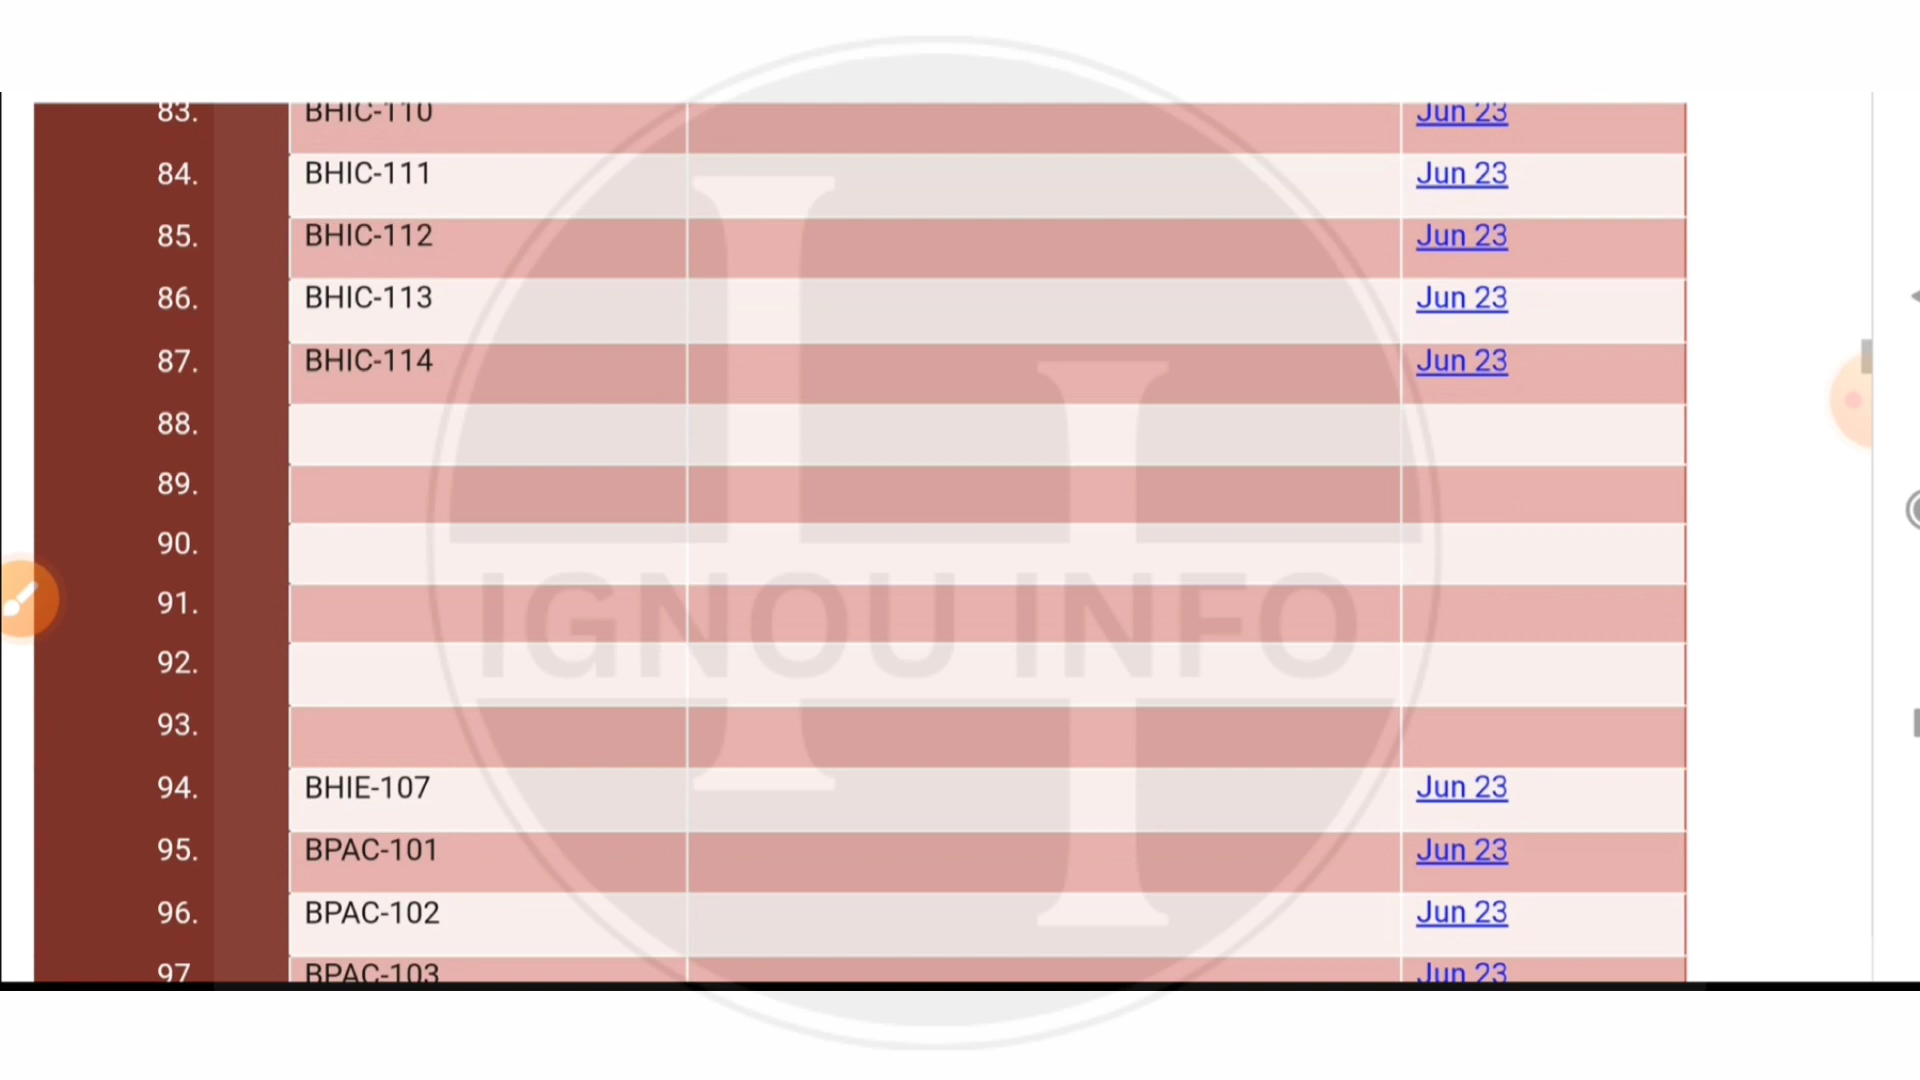 83. BHIC-110 Jun 23
84. BHIC-111 Jun 23
85. BHIC-112 Jun 23
86. BHIC-113 Jun 23
87. BHIC-114 Jun 23
88.
89.
90.
91.
IGNOU INFO
92.
93.
94. BHIE-107 Jun 23
95. BPAC-101 Jun 23
96. BPAC-102 Jun 23
97 BPAC-103 Jun 23